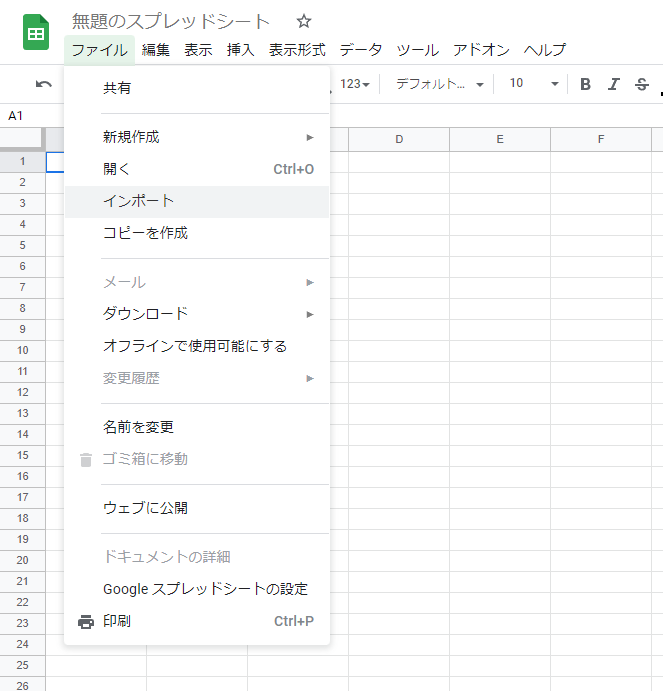 無題のスプレッドシート
ファイル 編集 表示 挿入 表示形式 データ ツール アドオン ヘルプ
123 デフォルト... 10 B I S
A1
D E F
共有
新規作成
開く Ctrl+O
インポート
コピーを作成
メール
ダウンロード
オフラインで使用可能にする
変更履歴
名前を変更
ゴミ箱に移動
ウェブに公開
ドキュメントの詳細
Google スプレッドシートの設定
印刷 Ctrl+P
1
2
3
4
5
6
7
8
9
10
11
12
13
14
15
16
17
18
19
20
21
22
23
24
25
26